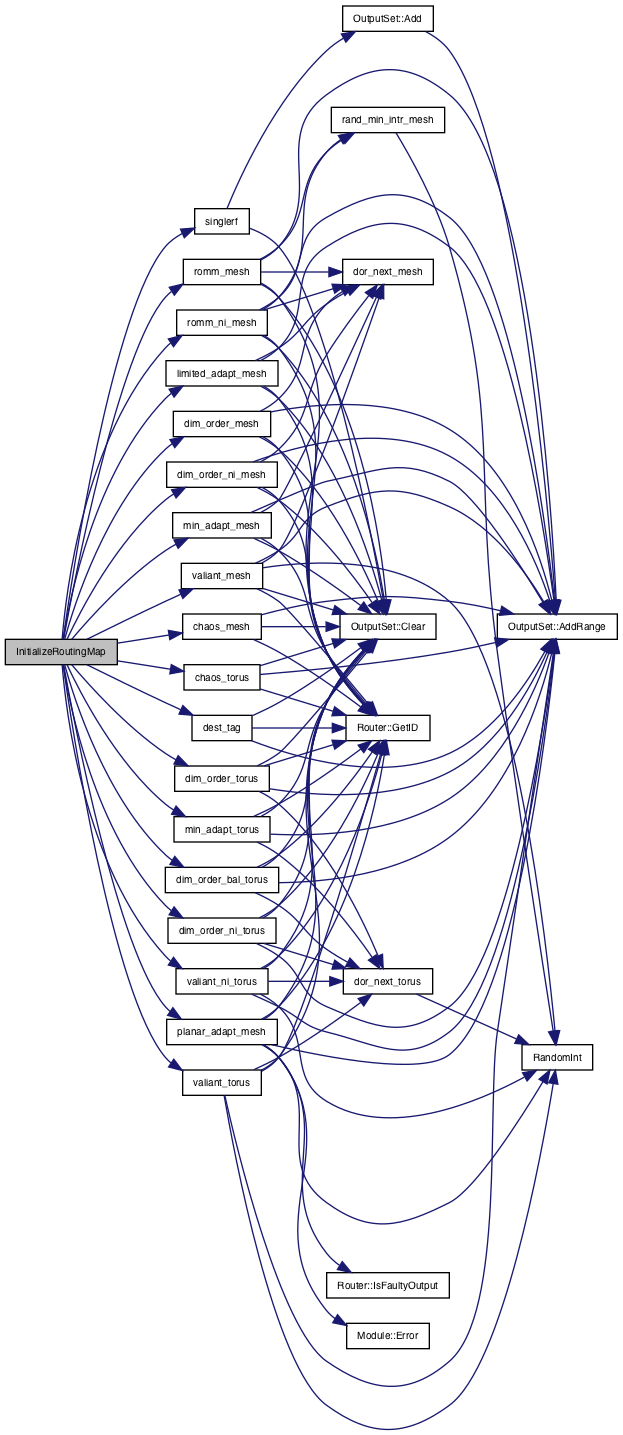 OutputSet::Add
rand_min_intr_mesh
singlerf
romm_mesh
dor_next_mesh
romm_ni_mesh
limited_adapt_mesh
dim_order_mesh
dim_order_ni_mesh
min_adapt_mesh
valiant_mesh
chaos_mesh
OutputSet::Clear
OutputSet::AddRange
InitializeRoutingMap
chaos_torus
dest_tag
Router::GetID
dim_order_torus
min_adapt_torus
dim_order_bal_torus
dim_order_ni_torus
valiant_ni_torus
dor_next_torus
planar_adapt_mesh
RandomInt
valiant_torus
Router::IsFaultyOutput
Module::Error